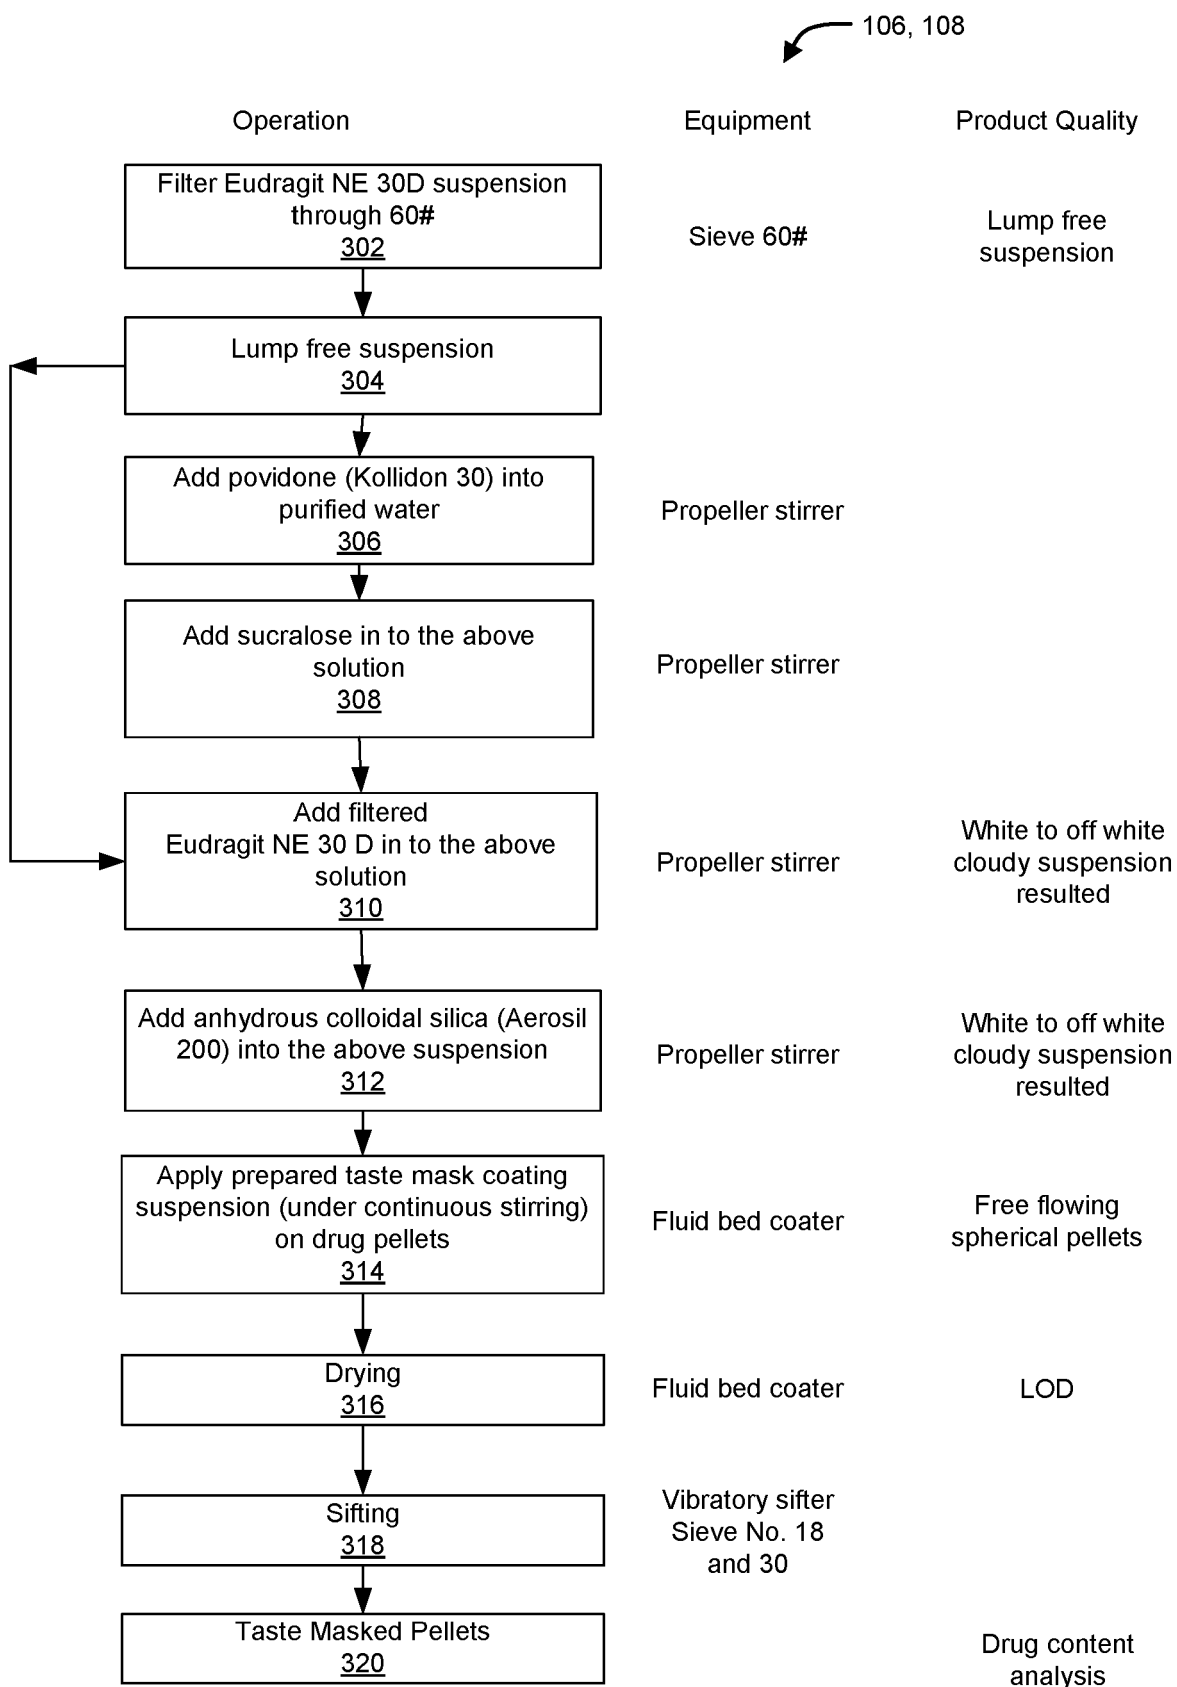 106, 108
Operation
Equipment
Product Quality
Filter Eudragit NE 30D suspension
through 60#
302
Sieve 60#
Lump free
suspension
Lump free suspension
304
Add povidone (Kollidon 30) into
purified water
306
Propeller stirrer
Add sucralose in to the above
solution
308
Propeller stirrer
Add filtered
Eudragit NE 30 D in to the above
solution
310
Propeller stirrer
White to off white
cloudy suspension
resulted
Add anhydrous colloidal silica (Aerosil
200) into the above suspension
312
Propeller stirrer
White to off white
cloudy suspension
resulted
Apply prepared taste mask coating
suspension (under continuous stirring)
on drug pellets
314
Fluid bed coater
Free flowing
spherical pellets
Drying
316
Fluid bed coater
LOD
Sifting
318
Vibratory sifter
Sieve No. 18
and 30
Taste Masked Pellets
320
Drug content
analysis